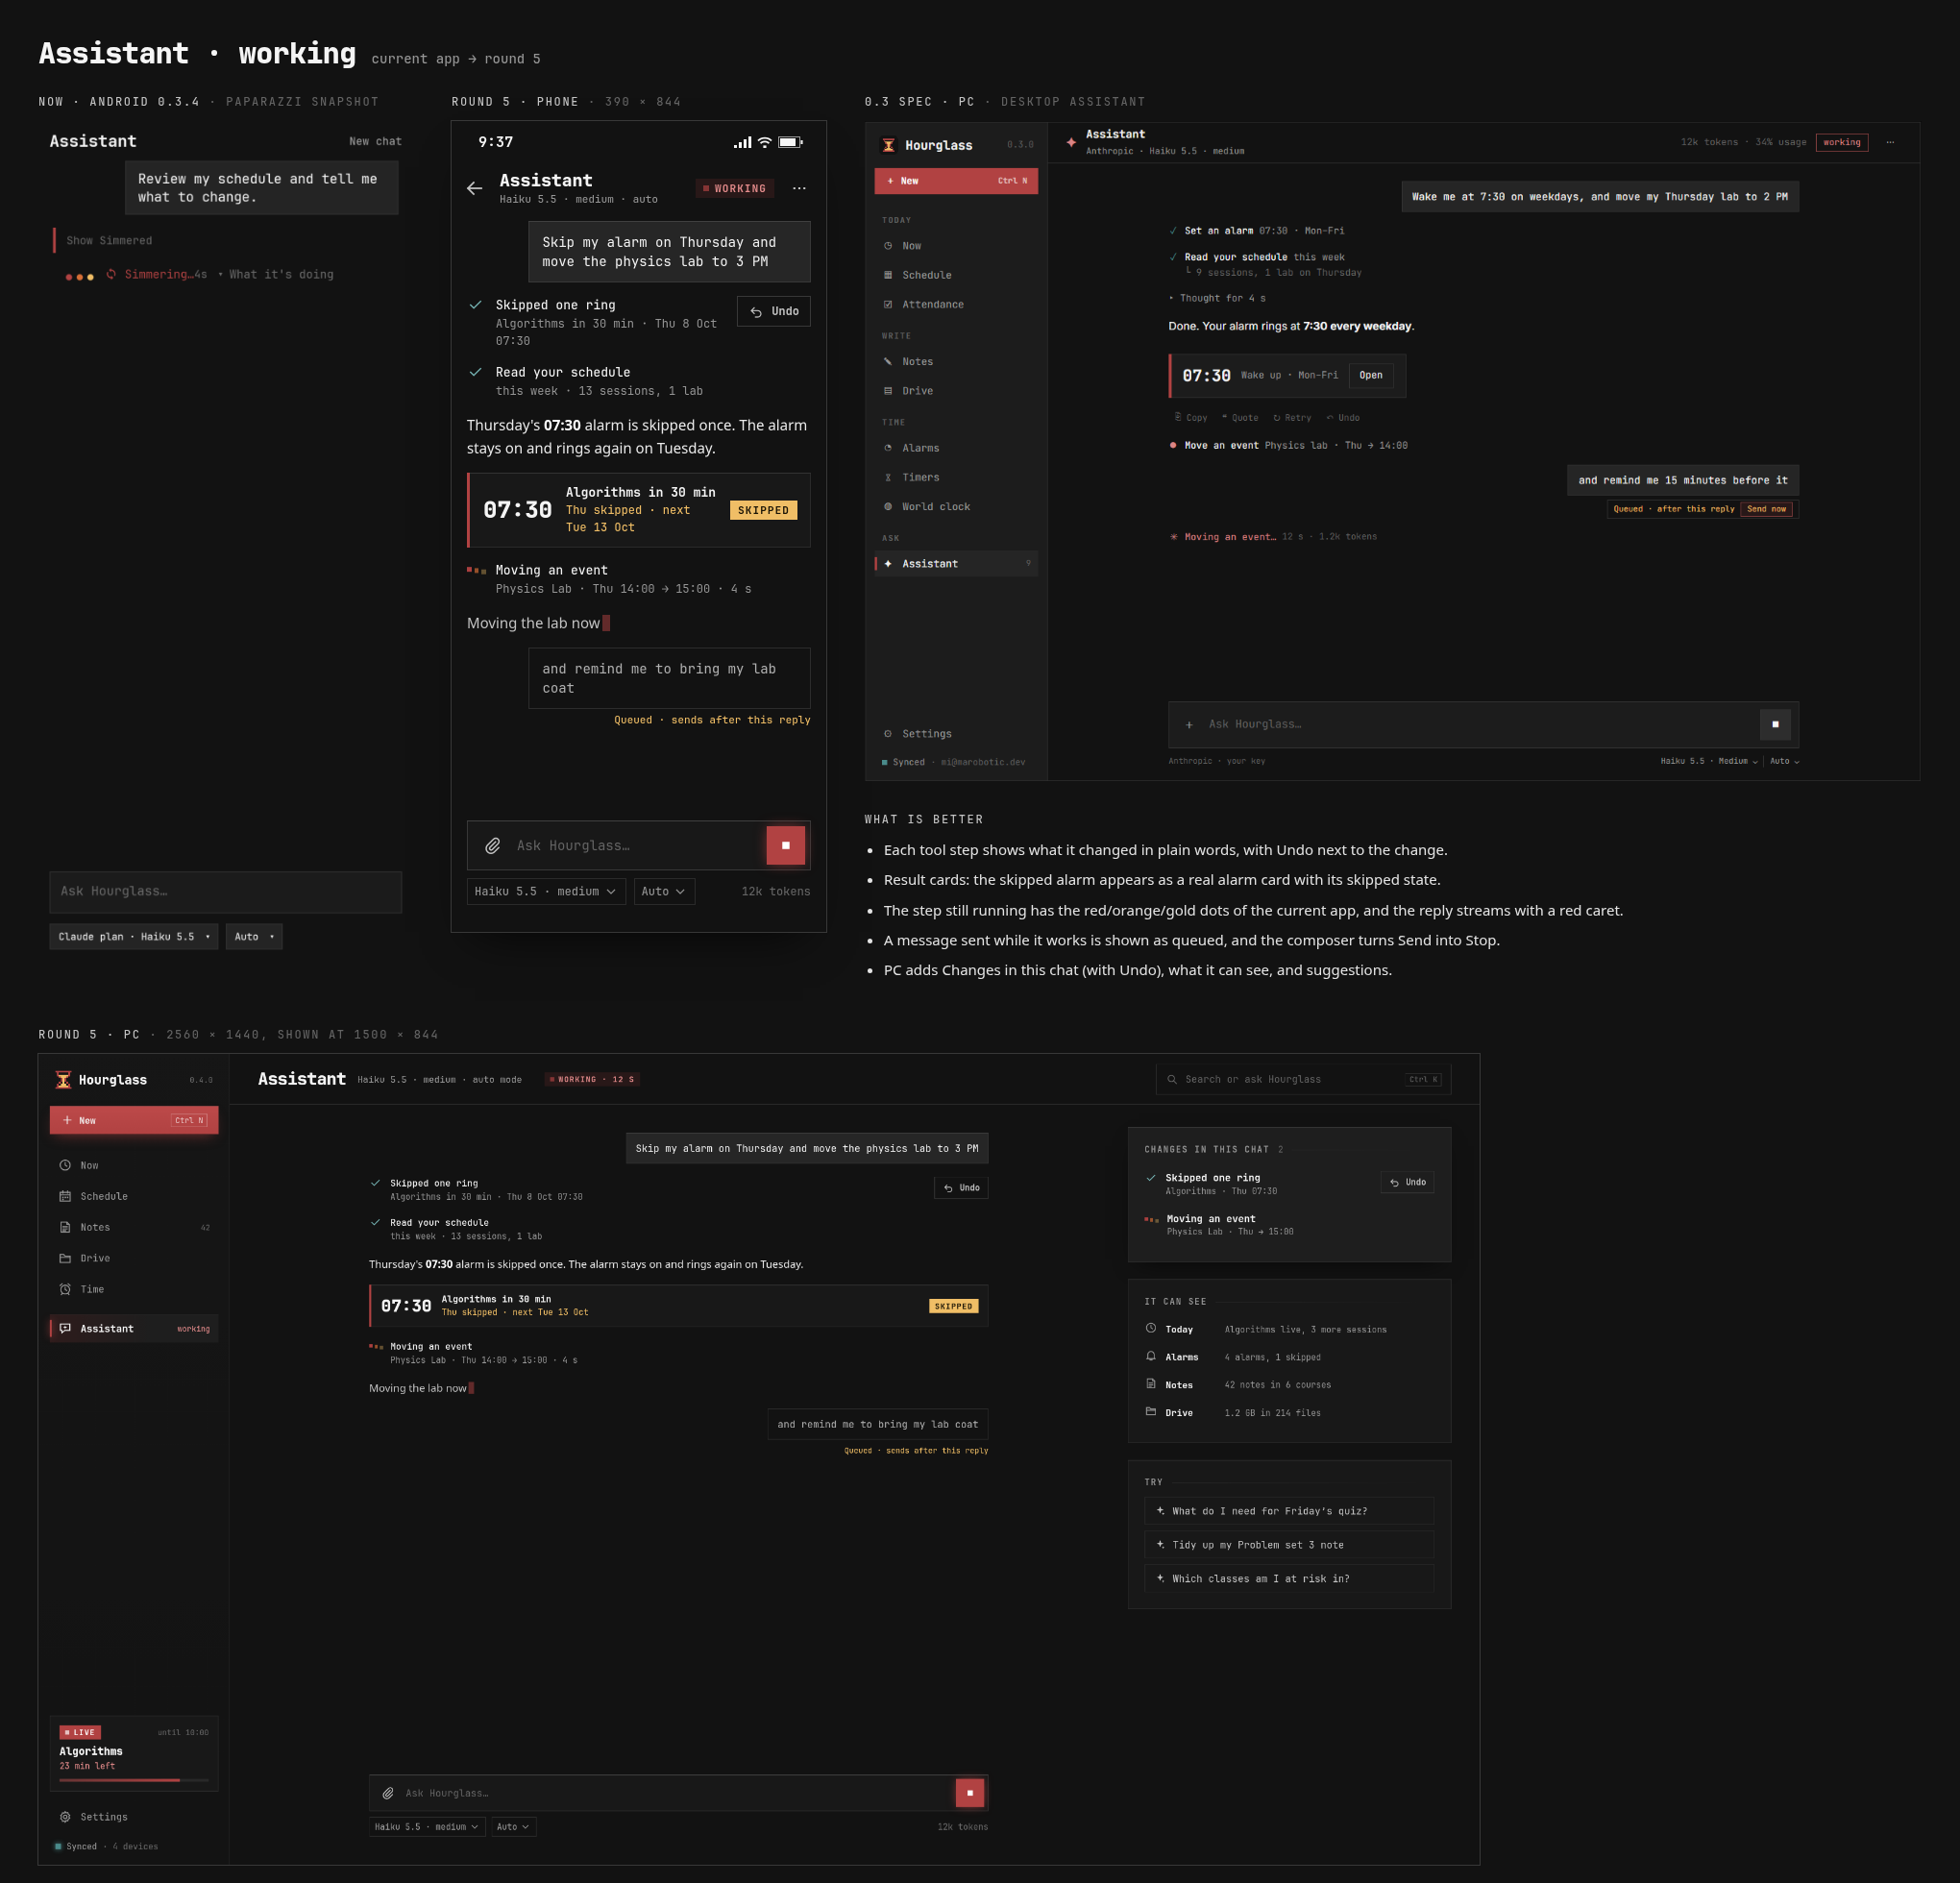 Assistant · working current app → round 5
NOW · ANDROID 0.3.4 · PAPARAZZI SNAPSHOT
Assistant
New chat
Review my schedule and tell me
what to change.
Show Simmered
Simmering…4s
What it's doing
Ask Hourglass…
Claude plan · Haiku 5.5
Auto
ROUND 5 · PHONE · 390 × 844
9:37
Assistant
Haiku 5.5 · medium · auto
WORKING
Skip my alarm on Thursday and
move the physics lab to 3 PM
Skipped one ring
Algorithms in 30 min · Thu 8 Oct
07:30
Undo
Read your schedule
this week · 13 sessions, 1 lab
Thursday's 07:30 alarm is skipped once. The alarm
stays on and rings again on Tuesday.
07:30
Algorithms in 30 min
Thu skipped · next
Tue 13 Oct
SKIPPED
Moving an event
Physics Lab · Thu 14:00 → 15:00 · 4 s
Moving the lab now
and remind me to bring my lab
coat
Queued · sends after this reply
Ask Hourglass…
Haiku 5.5 · medium
Auto
12k tokens
0.3 SPEC · PC · DESKTOP ASSISTANT
Hourglass
0.3.0
+ New
Ctrl N
TODAY
Now
Schedule
Attendance
WRITE
Notes
Drive
TIME
Alarms
Timers
World clock
ASK
Assistant
9
Settings
Synced · mi@marobotic.dev
Assistant
Anthropic · Haiku 5.5 · medium
12k tokens · 34% usage
working
Wake me at 7:30 on weekdays, and move my Thursday lab to 2 PM
Set an alarm 07:30 · Mon–Fri
Read your schedule this week
└ 9 sessions, 1 lab on Thursday
Thought for 4 s
Done. Your alarm rings at 7:30 every weekday.
07:30 Wake up · Mon–Fri
Open
Copy
Quote
Retry
Undo
Move an event Physics lab · Thu → 14:00
and remind me 15 minutes before it
Queued · after this reply
Send now
Moving an event… 12 s · 1.2k tokens
+ Ask Hourglass…
Anthropic · your key
Haiku 5.5 · Medium
Auto
WHAT IS BETTER
• Each tool step shows what it changed in plain words, with Undo next to the change.
• Result cards: the skipped alarm appears as a real alarm card with its skipped state.
• The step still running has the red/orange/gold dots of the current app, and the reply streams with a red caret.
• A message sent while it works is shown as queued, and the composer turns Send into Stop.
• PC adds Changes in this chat (with Undo), what it can see, and suggestions.
ROUND 5 · PC · 2560 × 1440, SHOWN AT 1500 × 844
Hourglass
0.4.0
+ New
Ctrl N
Now
Schedule
Notes
42
Drive
Time
Assistant
working
LIVE
until 10:00
Algorithms
23 min left
Settings
Synced · 4 devices
Assistant
Haiku 5.5 · medium · auto mode
WORKING · 12 S
Search or ask Hourglass
Ctrl K
Skip my alarm on Thursday and move the physics lab to 3 PM
Skipped one ring
Algorithms in 30 min · Thu 8 Oct 07:30
Undo
Read your schedule
this week · 13 sessions, 1 lab
Thursday's 07:30 alarm is skipped once. The alarm stays on and rings again on Tuesday.
07:30
Algorithms in 30 min
Thu skipped · next Tue 13 Oct
SKIPPED
Moving an event
Physics Lab · Thu 14:00 → 15:00 · 4 s
Moving the lab now
and remind me to bring my lab coat
Queued · sends after this reply
Ask Hourglass…
Haiku 5.5 · medium
Auto
12k tokens
CHANGES IN THIS CHAT 2
Skipped one ring
Algorithms · Thu 07:30
Undo
Moving an event
Physics Lab · Thu → 15:00
IT CAN SEE
Today
Algorithms live, 3 more sessions
Alarms
4 alarms, 1 skipped
Notes
42 notes in 6 courses
Drive
1.2 GB in 214 files
TRY
What do I need for Friday's quiz?
Tidy up my Problem set 3 note
Which classes am I at risk in?